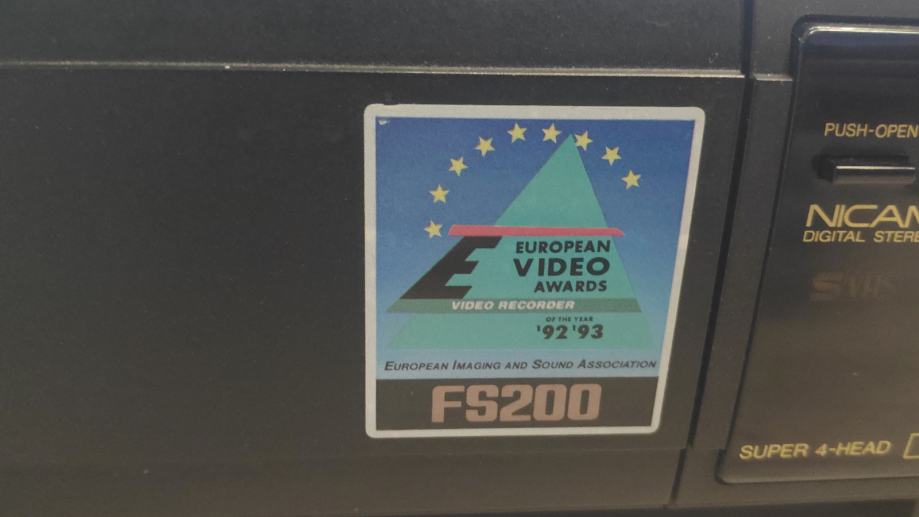 EUROPEAN
VIDEO
AWARDS
VIDEO RECORDER
OF THE YEAR
'92 '93
EUROPEAN IMAGING AND SOUND ASSOCIATION
FS200
PUSH-OPEN
NICAM
DIGITAL STERE
SVHS
SUPER 4-HEAD